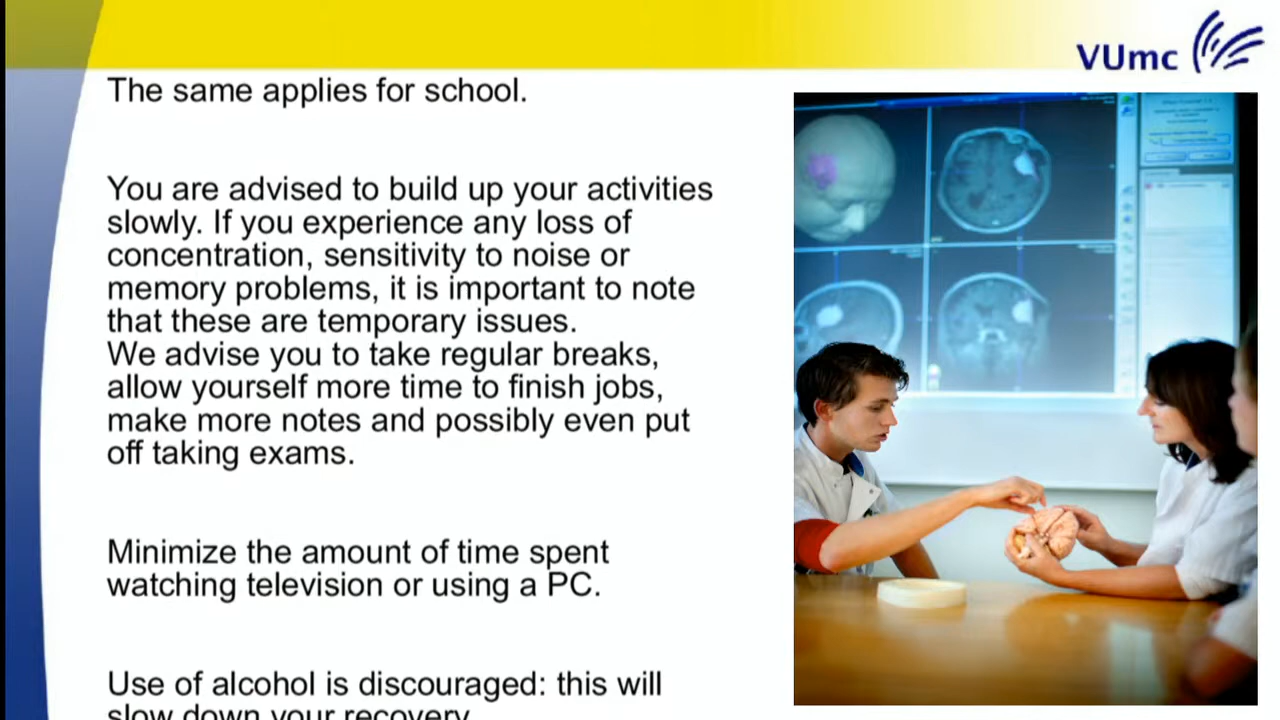 VUmc
The same applies for school.
You are advised to build up your activities
slowly. If you experience any loss of
concentration, sensitivity to noise or
memory problems, it is important to note
that these are temporary issues.
We advise you to take regular breaks,
allow yourself more time to finish jobs,
make more notes and possibly even put
off taking exams.
Minimize the amount of time spent
watching television or using a PC.
Use of alcohol is discouraged: this will
slow down your recovery